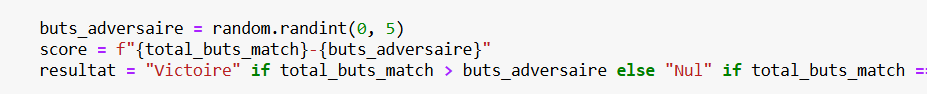 buts_adversaire = random.randint(0, 5)
score = f"{total_buts_match}-{buts_adversaire}"
resultat = "Victoire" if total_buts_match > buts_adversaire else "Nul" if total_buts_match ==